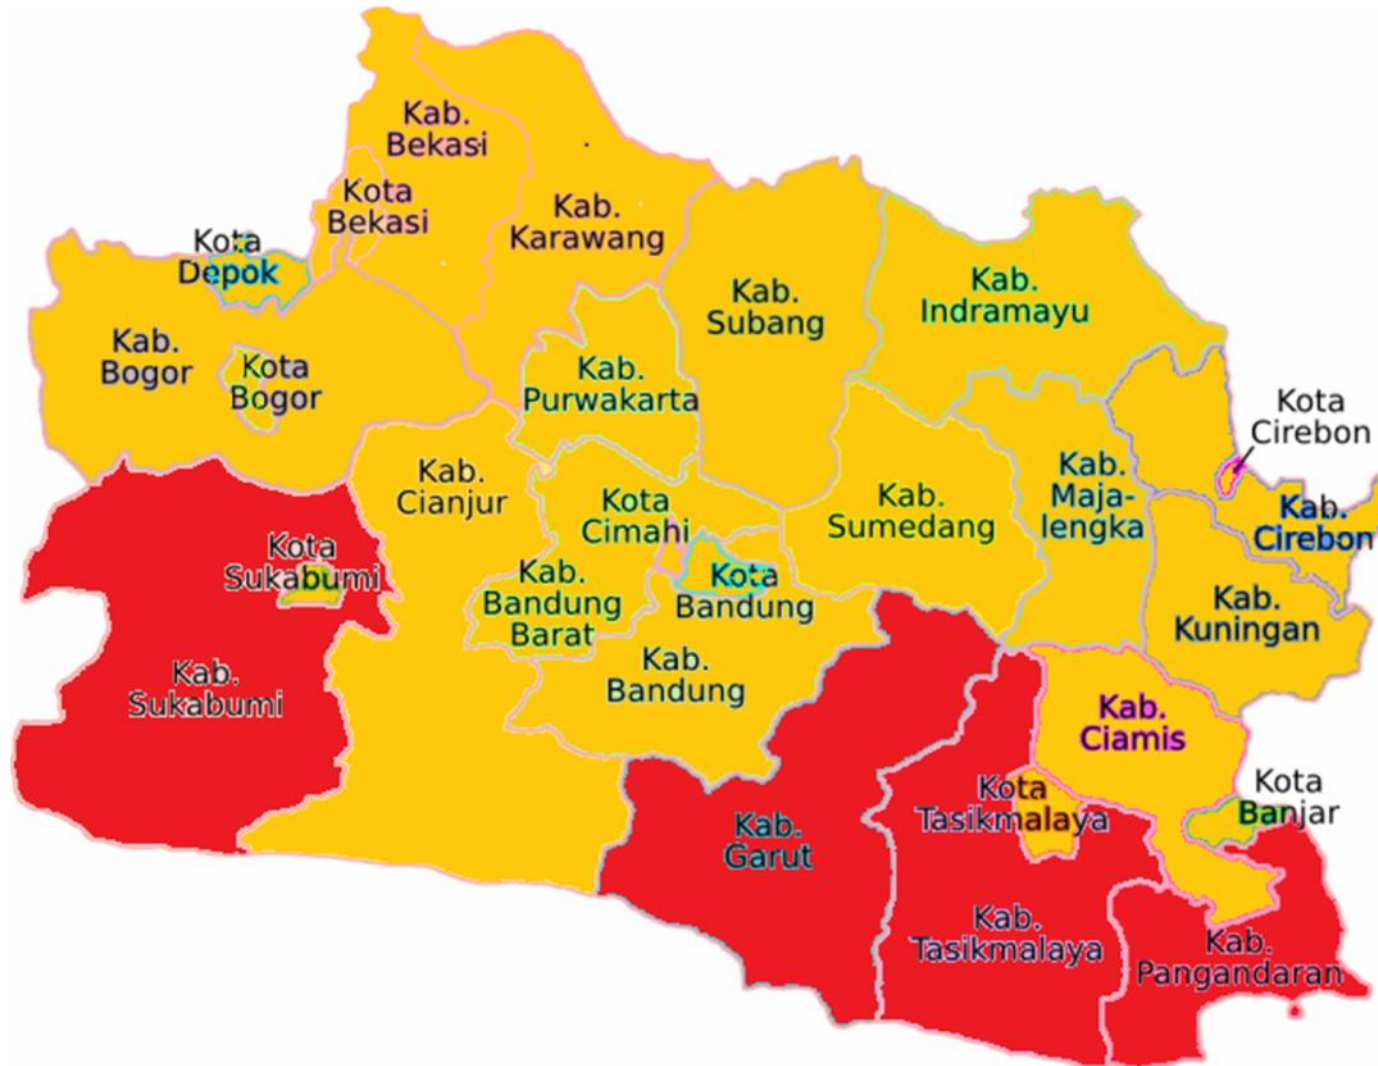 Kab.
Bekasi
Kota
Bekasi
Kab.
Karawang
Kota
Depok
Kab.
Bogor
Kota
Bogor
Kab.
Purwakarta
Kab.
Subang
Kab.
Indramayu
Kota
Cirebon
Kab.
Cirebon
Kab.
Cianjur
Kota
Cimahi
Kab.
Sumedang
Kab.
Maja-
lengka
Kab.
Kuningan
Kota
Sukabumi
Kab.
Sukabumi
Kab.
Bandung
Barat
Kota
Bandung
Kab.
Bandung
Kab.
Garut
Kota
Tasikmalaya
Kab.
Tasikmalaya
Kab.
Ciamis
Kota
Banjar
Kab.
Pangandaran